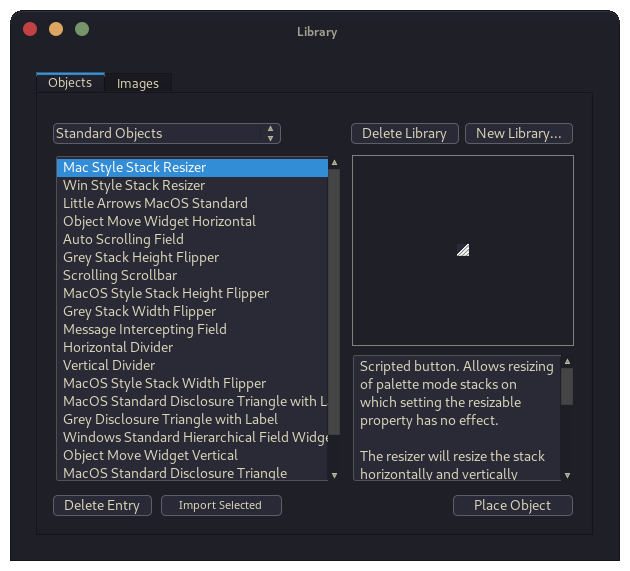 Library
Objects
Images
Standard Objects
Delete Library
New Library...
Mac Style Stack Resizer
Win Style Stack Resizer
Little Arrows MacOS Standard
Object Move Widget Horizontal
Auto Scrolling Field
Grey Stack Height Flipper
Scrolling Scrollbar
MacOS Style Stack Height Flipper
Grey Stack Width Flipper
Message Intercepting Field
Horizontal Divider
Vertical Divider
MacOS Style Stack Width Flipper
MacOS Standard Disclosure Triangle with L
Grey Disclosure Triangle with Label
Windows Standard Hierarchical Field Widge
Object Move Widget Vertical
MacOS Standard Disclosure Triangle
Scripted button. Allows resizing
of palette mode stacks on
which setting the resizable
property has no effect.
The resizer will resize the stack
horizontally and vertically
Delete Entry
Import Selected
Place Object